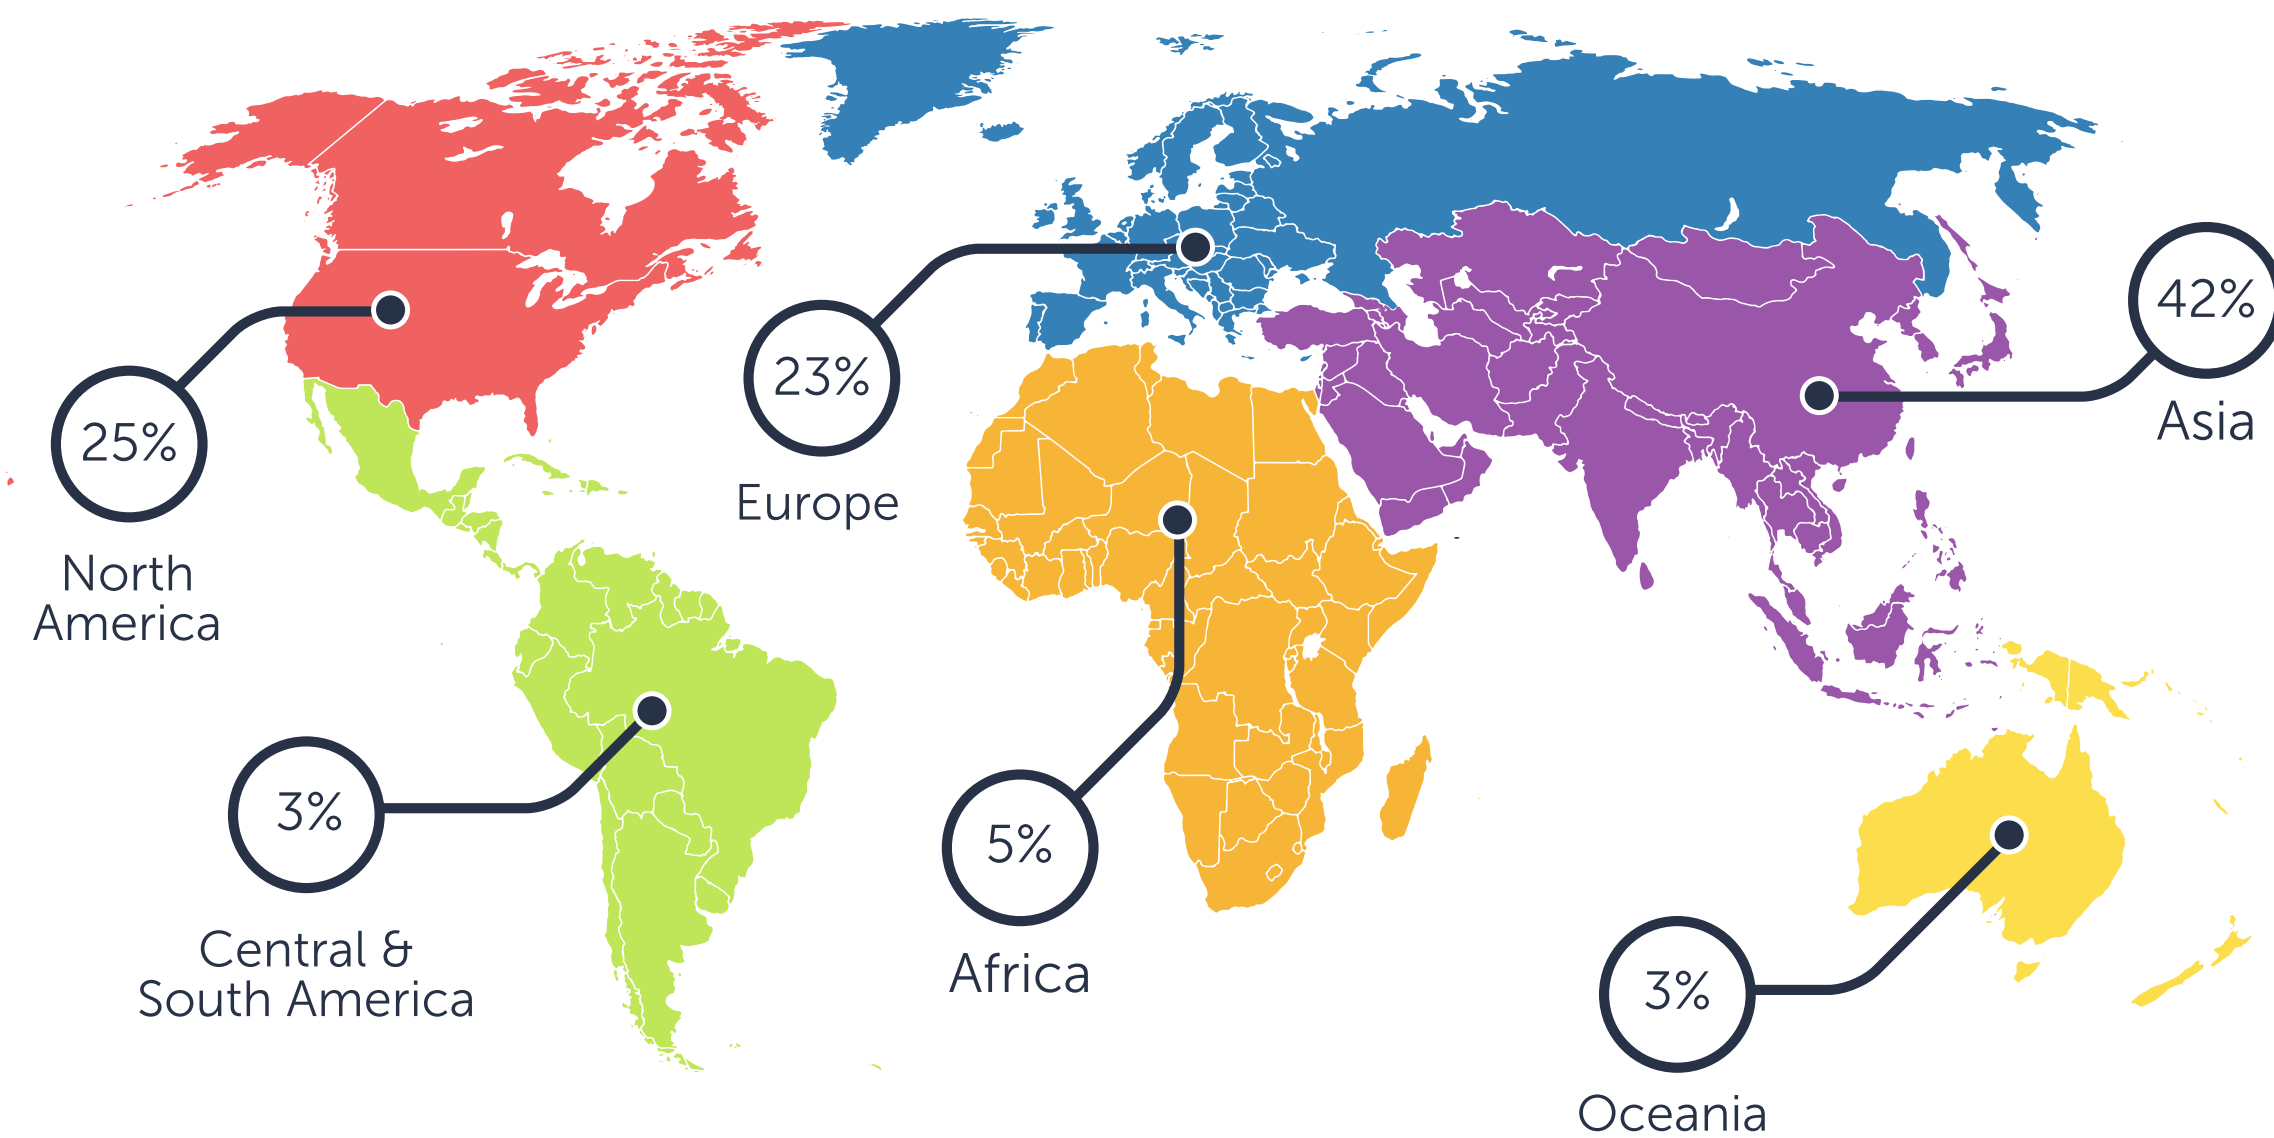 25%
North
America
23%
Europe
42%
Asia
3%
Central &
South America
5%
Africa
3%
Oceania